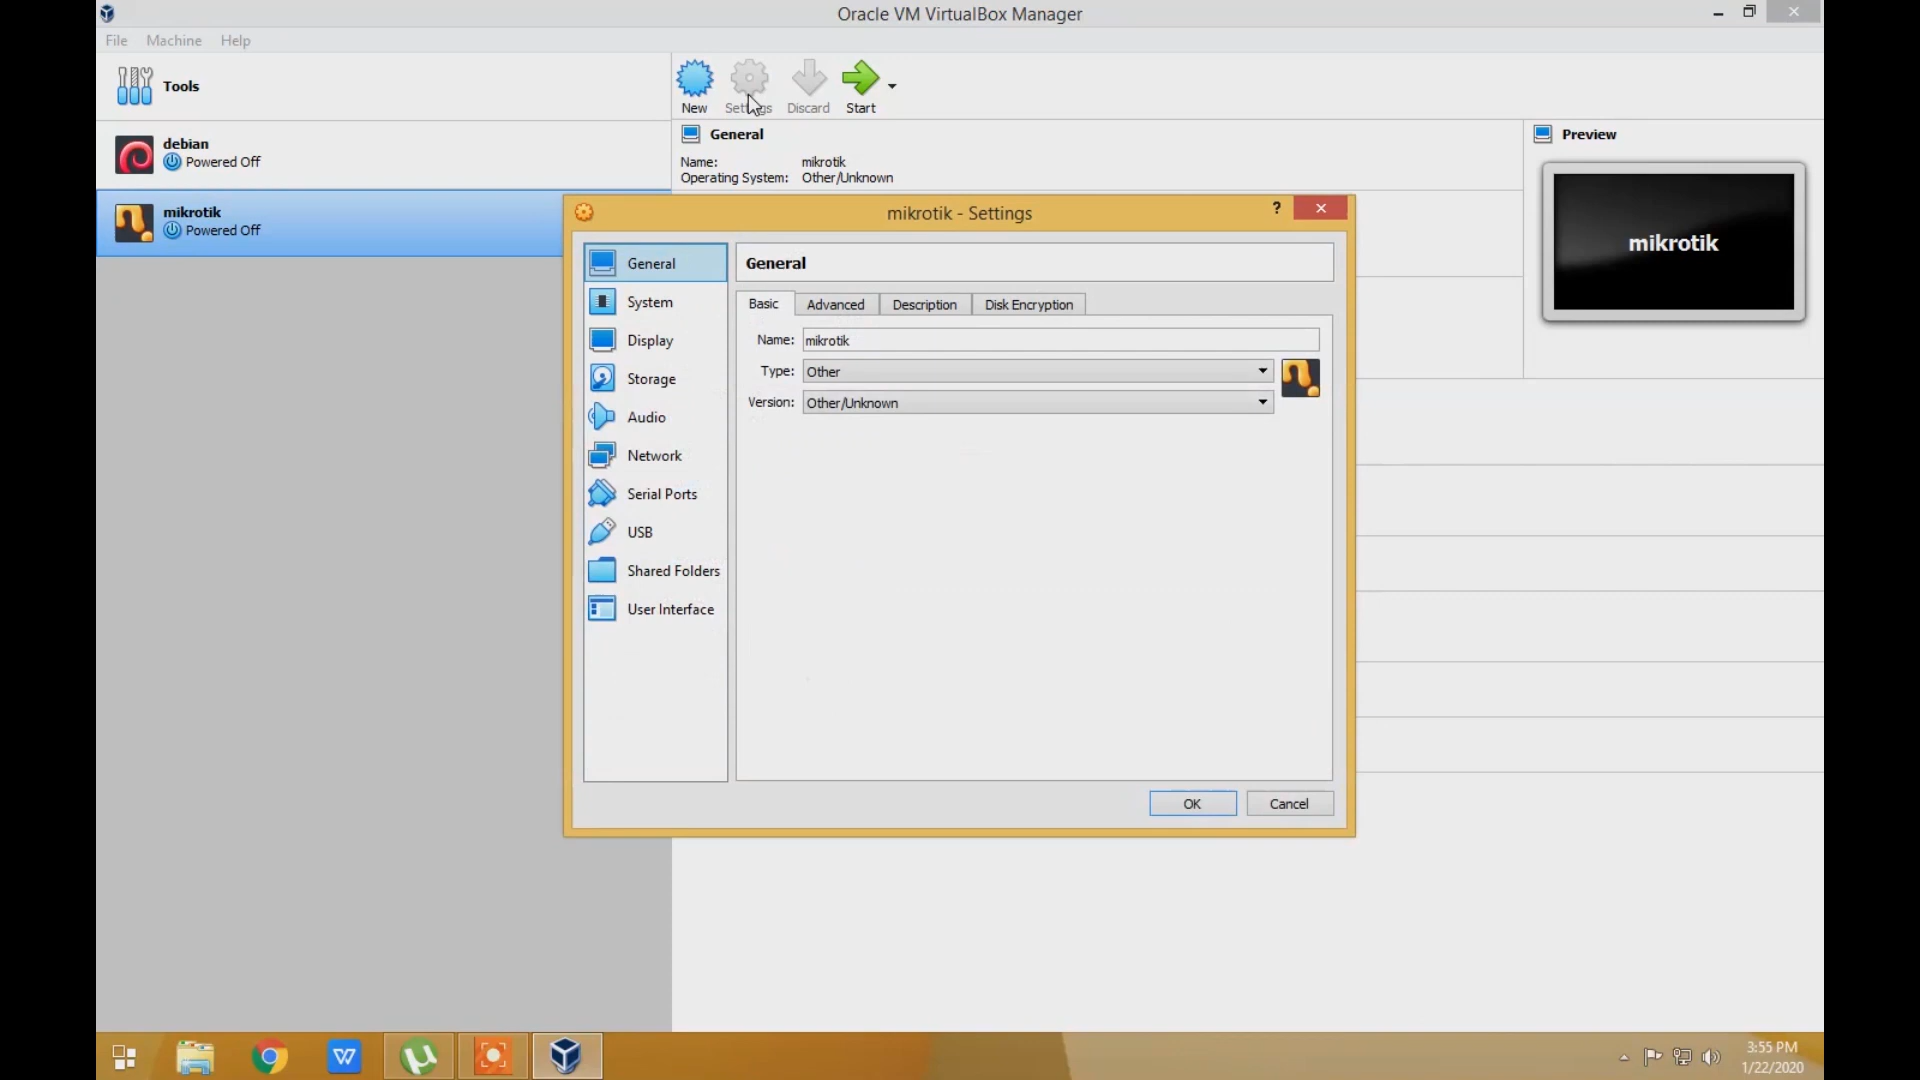 Oracle VM VirtualBox Manager
File Machine Help
Tools
New Settings Discard Start
debian
Powered Off
mikrotik
Powered Off
General
Name: mikrotik
Operating System: Other/Unknown
Preview
mikrotik
mikrotik - Settings
?
General
System
Display
Storage
Audio
Network
Serial Ports
USB
Shared Folders
User Interface
General
Basic Advanced Description Disk Encryption
Name: mikrotik
Type: Other
Version: Other/Unknown
OK Cancel
W
3:55 PM
1/22/2020